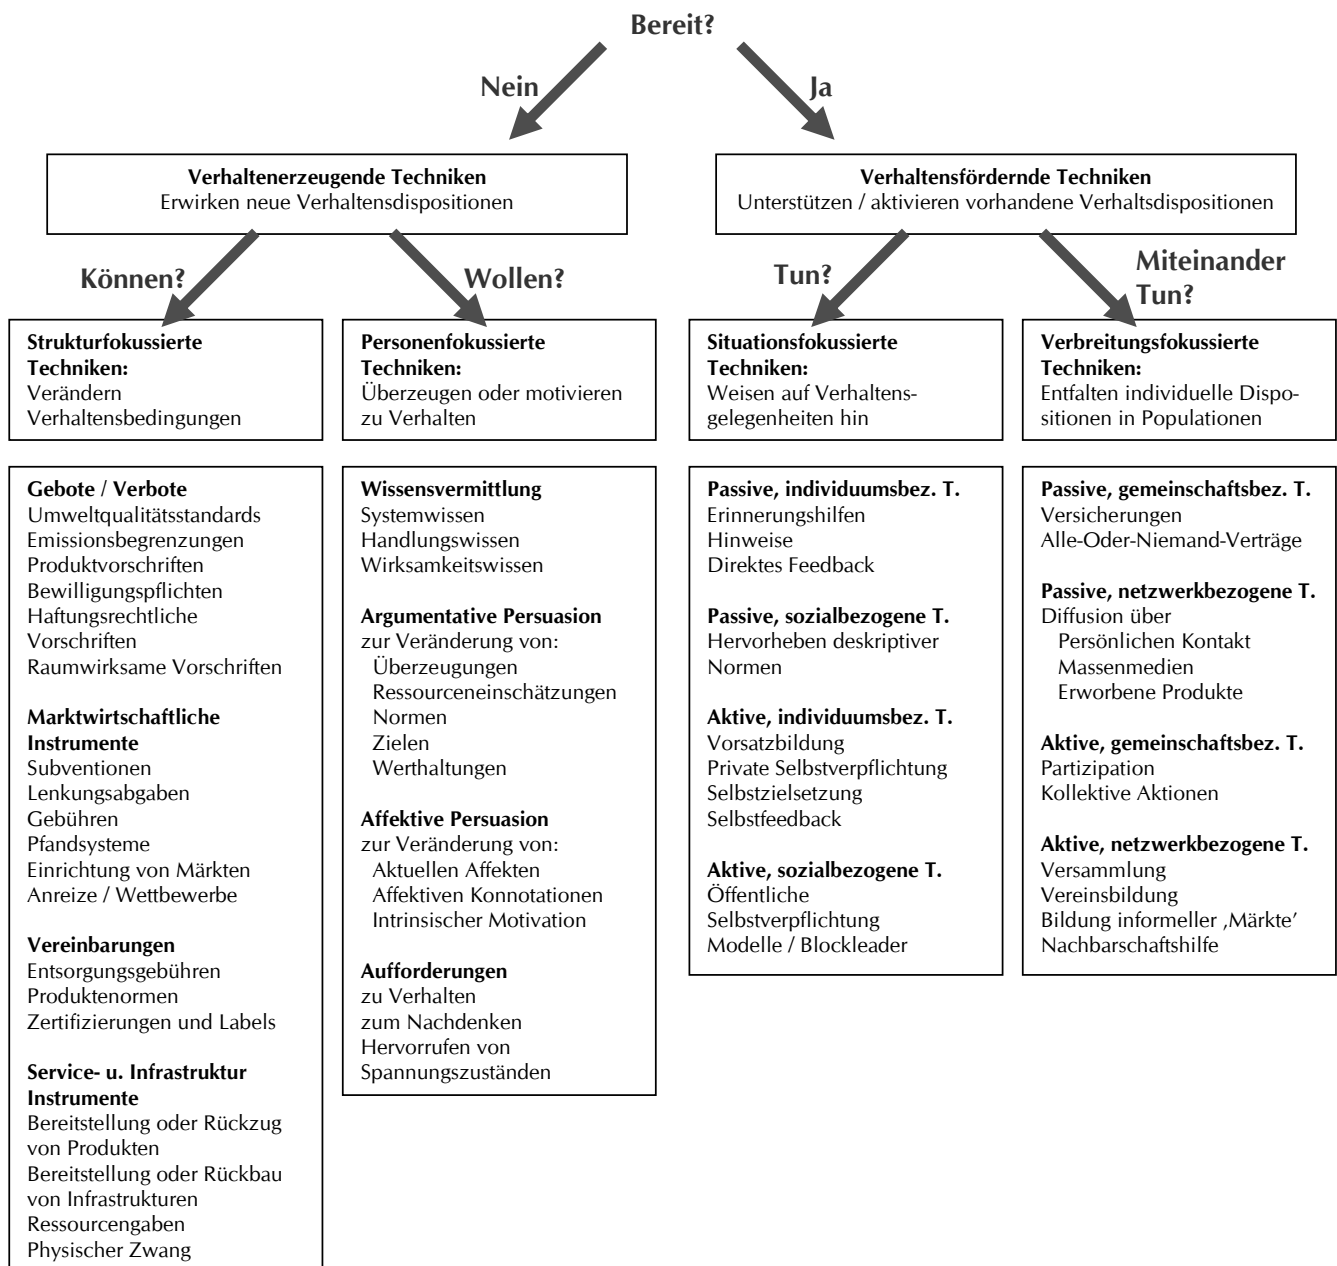 Bereit?
Nein
Ja
Verhaltenerzeugende Techniken
Erwirken neue Verhaltensdispositionen
Verhaltensfördernde Techniken
Unterstützen / aktivieren vorhandene Verhaltsdispositionen
Können?
Wollen?
Tun?
Miteinander
Tun?
Strukturfokussierte
Techniken:
Verändern
Verhaltensbedingungen
Personenfokussierte
Techniken:
Überzeugen oder motivieren
zu Verhalten
Situationsfokussierte
Techniken:
Weisen auf Verhaltens-
gelegenheiten hin
Verbreitungsfokussierte
Techniken:
Entfalten individuelle Dispo-
sitionen in Populationen
Gebote / Verbote
Umweltqualitätsstandards
Emissionsbegrenzungen
Produktvorschriften
Bewilligungspflichten
Haftungsrechtliche
Vorschriften
Raumwirksame Vorschriften
Marktwirtschaftliche
Instrumente
Subventionen
Lenkungsabgaben
Gebühren
Pfandsysteme
Einrichtung von Märkten
Anreize / Wettbewerbe
Vereinbarungen
Entsorgungsgebühren
Produktenormen
Zertifizierungen und Labels
Service- u. Infrastruktur
Instrumente
Bereitstellung oder Rückzug
von Produkten
Bereitstellung oder Rückbau
von Infrastrukturen
Ressourcengaben
Physischer Zwang
Wissensvermittlung
Systemwissen
Handlungswissen
Wirksamkeitswissen
Argumentative Persuasion
zur Veränderung von:
Überzeugungen
Ressourceneinschätzungen
Normen
Zielen
Werthaltungen
Affektive Persuasion
zur Veränderung von:
Aktuellen Affekten
Affektiven Konnotationen
Intrinsischer Motivation
Aufforderungen
zu Verhalten
zum Nachdenken
Hervorrufen von
Spannungszuständen
Passive, individuumsbez. T.
Erinnerungshilfen
Hinweise
Direktes Feedback
Passive, sozialbezogene T.
Hervorheben deskriptiver
Normen
Aktive, individuumsbez. T.
Vorsatzbildung
Private Selbstverpflichtung
Selbstzielsetzung
Selbstfeedback
Aktive, sozialbezogene T.
Öffentliche
Selbstverpflichtung
Modelle / Blockleader
Passive, gemeinschaftsbez. T.
Versicherungen
Alle-Oder-Niemand-Verträge
Passive, netzwerkbezogene T.
Diffusion über
Persönlichen Kontakt
Massenmedien
Erworbene Produkte
Aktive, gemeinschaftsbez. T.
Partizipation
Kollektive Aktionen
Aktive, netzwerkbezogene T.
Versammlung
Vereinsbildung
Bildung informeller ‚Märkte’
Nachbarschaftshilfe